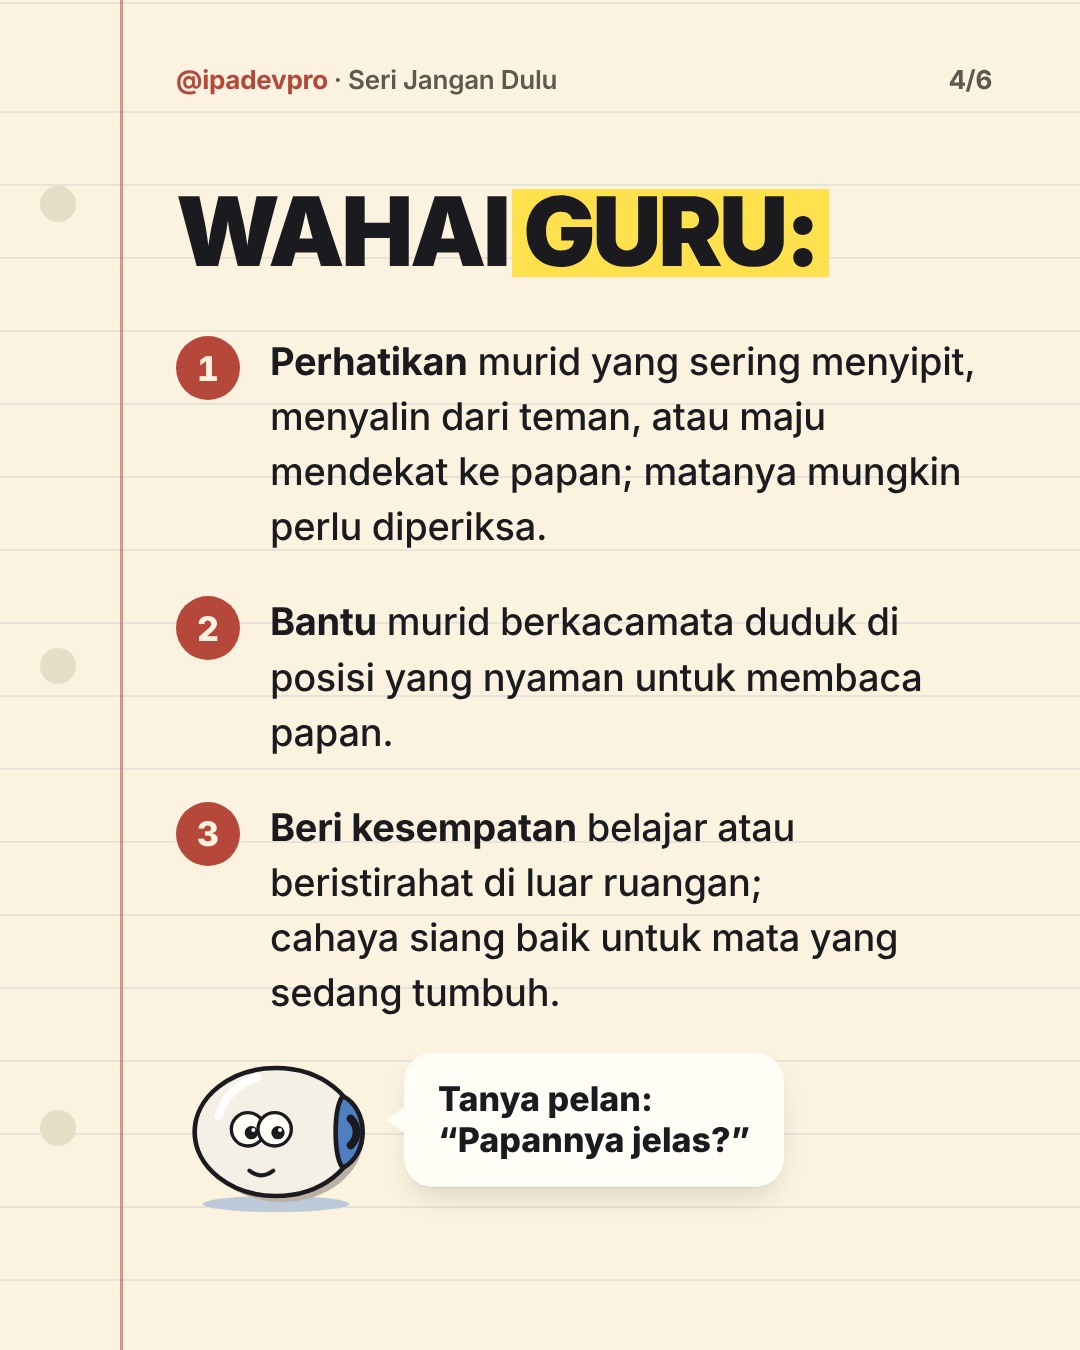 @ipadevpro · Seri Jangan Dulu
4/6
WAHAI GURU:
1
Perhatikan murid yang sering menyipit,
menyalin dari teman, atau maju
mendekat ke papan; matanya mungkin
perlu diperiksa.
2
Bantu murid berkacamata duduk di
posisi yang nyaman untuk membaca
papan.
3
Beri kesempatan belajar atau
beristirahat di luar ruangan;
cahaya siang baik untuk mata yang
sedang tumbuh.
Tanya pelan:
“Papannya jelas?”